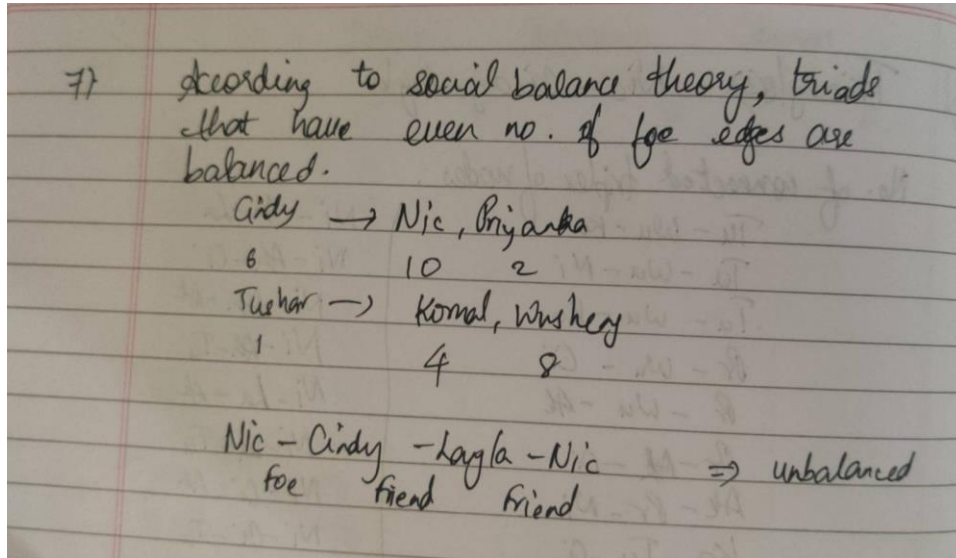 7) According to social balance theory, triads
that have even no. of foe edges are
balanced.
Cindy → Nic, Priyanka
6 10 2
Tushar → Komal, Wushery
1 4 8
Nic - Cindy - Layla - Nic ⇒ unbalanced
foe friend friend